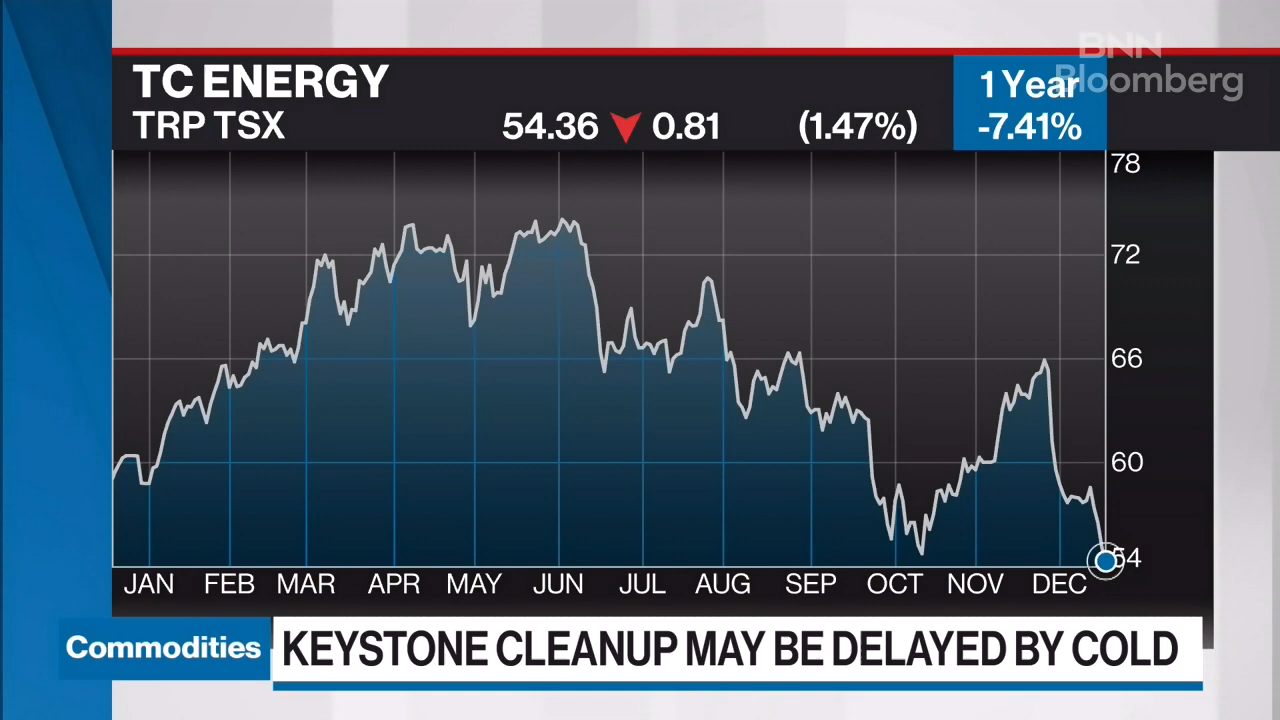 BNN
Bloomberg
TC ENERGY
1 Year
TRP TSX 54.36 0.81 (1.47%) -7.41%
78
72
66
60
54
JAN FEB MAR APR MAY JUN JUL AUG SEP OCT NOV DEC
Commodities KEYSTONE CLEANUP MAY BE DELAYED BY COLD